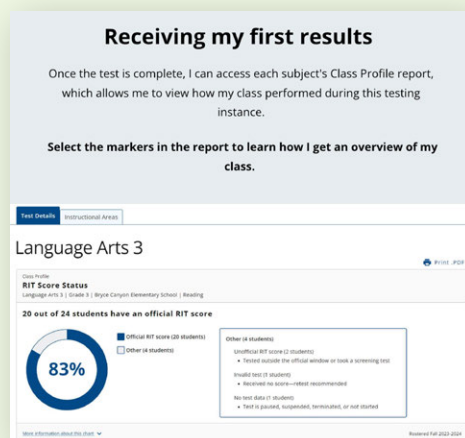 Receiving my first results
Once the test is complete, I can access each subject's Class Profile report,
which allows me to view how my class performed during this testing
instance.
Select the markers in the report to learn how I get an overview of my
class.
Test Details
Instructional Areas
Language Arts 3
Print .PDF
Class Profile
RIT Score Status
Language Arts 3 | Grade 3 | Bryce Canyon Elementary School | Reading
20 out of 24 students have an official RIT score
83%
Official RIT score (20 students)
Other (4 students)
Other (4 students)
Unofficial RIT score (2 students)
• Tested outside the official window or took a screening test
Invalid test (1 student)
• Received no score—retest recommended
No test data (1 student)
• Test is paused, suspended, terminated, or not started
More information about this chart
Rostered Fall 2023-2024